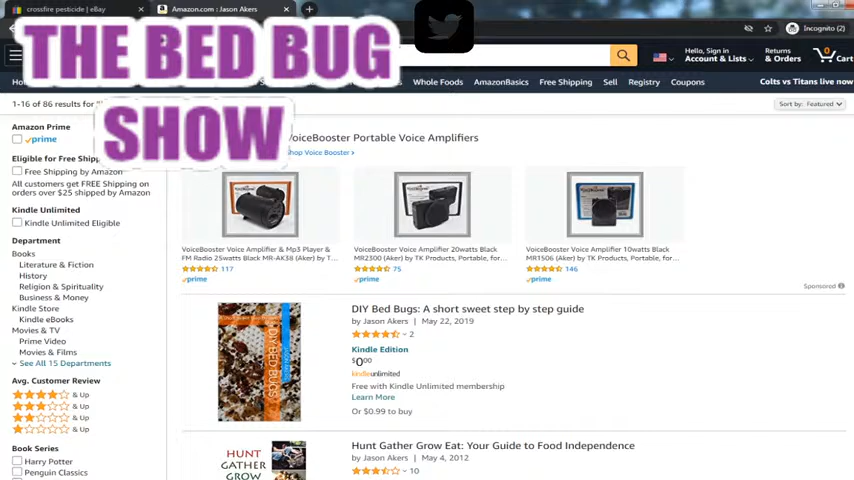 crossfire pesticide | eBay
Amazon.com : Jason Akers
Incognito (2)
THE BED BUG
SHOW
Hello, Sign in
Account & Lists
Returns
& Orders
Cart
Whole Foods
AmazonBasics
Free Shipping
Sell
Registry
Coupons
Colts vs Titans live now
1-16 of 86 results for
Sort by: Featured
Amazon Prime
prime
Eligible for Free Shipp
Free Shipping by Amazon
All customers get FREE Shipping on
orders over $25 shipped by Amazon
Kindle Unlimited
Kindle Unlimited Eligible
Department
Books
Literature & Fiction
History
Religion & Spirituality
Business & Money
Kindle Store
Kindle eBooks
Movies & TV
Prime Video
Movies & Films
See All 15 Departments
Avg. Customer Review
& Up
& Up
& Up
& Up
Book Series
Harry Potter
Penguin Classics
VoiceBooster Portable Voice Amplifiers
Shop Voice Booster ›
VoiceBooster Voice Amplifier & Mp3 Player &
FM Radio 25watts Black MR-AK38 (Aker) by T...
117
prime
VoiceBooster Voice Amplifier 20watts Black
MR2300 (Aker) by TK Products, Portable, for...
75
prime
VoiceBooster Voice Amplifier 10watts Black
MR1506 (Aker) by TK Products, Portable, for...
146
prime
Sponsored
DIY BED BUGS
DIY Bed Bugs: A short sweet step by step guide
by Jason Akers | May 22, 2019
2
Kindle Edition
$0.00
kindleunlimited
Free with Kindle Unlimited membership
Learn More
Or $0.99 to buy
HUNT
GATHER
GROW
Hunt Gather Grow Eat: Your Guide to Food Independence
by Jason Akers | May 4, 2012
10